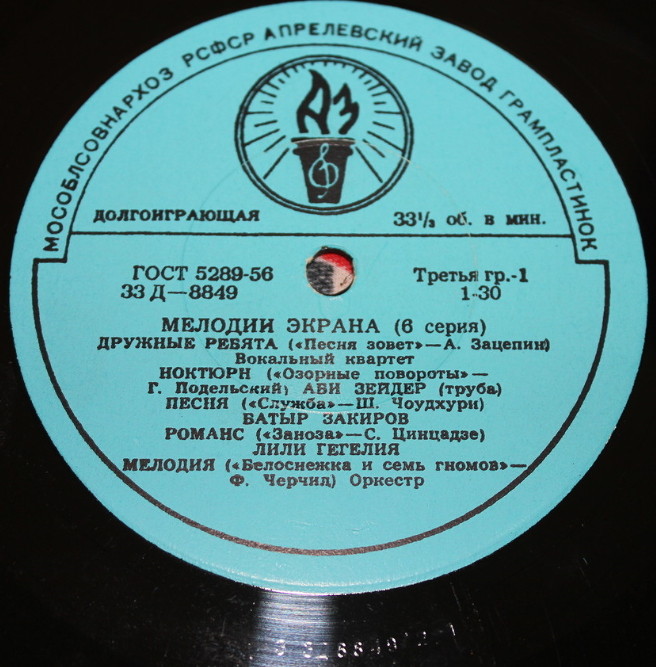 МОСОБЛСОВНАРХОЗ РСФСР АПРЕЛЕВСКИЙ ЗАВОД ГРАМПЛАСТИНОК
АЗ
ДОЛГОИГРАЮЩАЯ 33⅓ об. в мин.
ГОСТ 5289-56 Третья гр.-1
33 Д—8849 1-30
МЕЛОДИИ ЭКРАНА (6 серия)
ДРУЖНЫЕ РЕБЯТА («Песня зовет»—А. Зацепин)
Вокальный квартет
НОКТЮРН («Озорные повороты»—
Г. Подельский) АБИ ЗЕЙДЕР (труба)
ПЕСНЯ («Служба»—Ш. Чоудхури)
БАТЫР ЗАКИРОВ
РОМАНС («Заноза»—С. Цинцадзе)
ЛИЛИ ГЕГЕЛИЯ
МЕЛОДИЯ («Белоснежка и семь гномов»—
Ф. Черчил) Оркестр